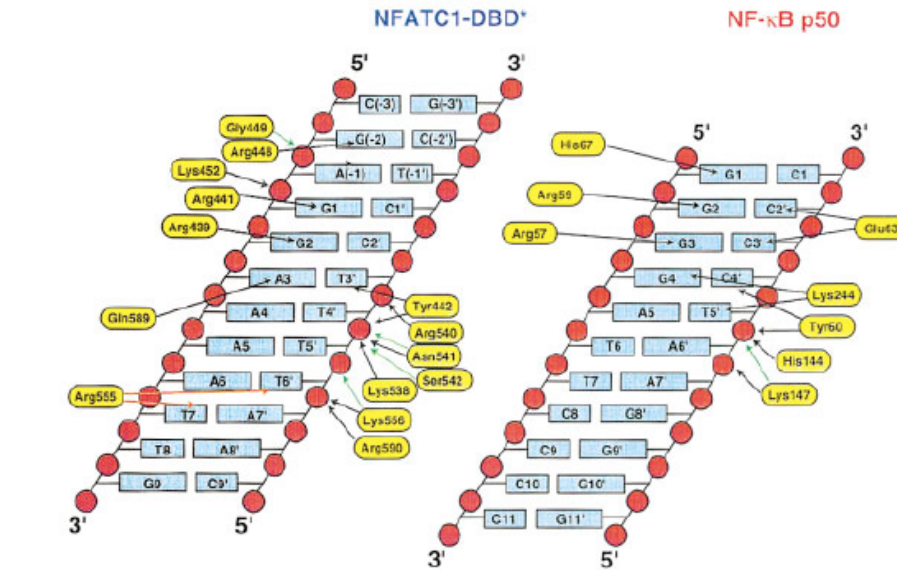 NFATC1-DBD*
NF-κB p50
5' 3'
C(-3) G(-3')
Gly449
G(-2) C(-2')
Arg448
Lys452
A(-1) T(-1')
Arg441
G1 C1'
Arg439
G2 C2'
A3 T3'
Gln589
Tyr442
A4 T4'
Arg540
A5 T5'
Asn541
Ser542
A6 T6'
Lys538
Arg555
T7 A7'
Lys556
T8 A8'
Arg590
G9 C9'
3' 5'
5' 3'
His67
G1 C1
Arg59
G2 C2'
Glu63
Arg57
G3 C3'
G4 C4'
Lys244
A5 T5'
Tyr60
T6 A6'
His144
T7 A7'
Lys147
C8 G8'
C9 G9'
C10 C10'
C11 G11'
3' 5'